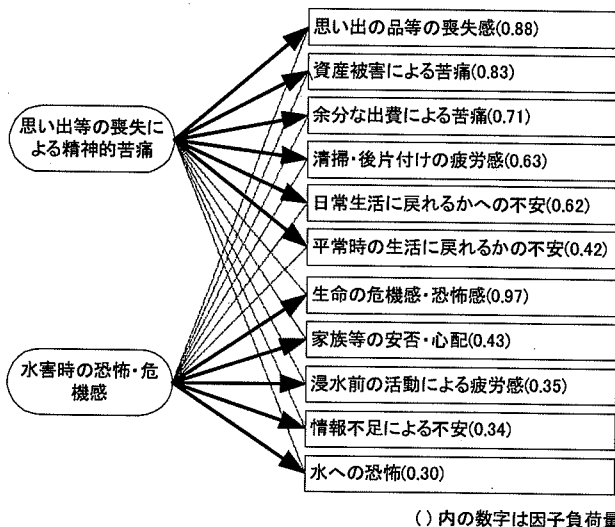 思い出等の喪失に
よる精神的苦痛
水害時の恐怖・危
機感
思い出の品等の喪失感(0.88)
資産被害による苦痛(0.83)
余分な出費による苦痛(0.71)
清掃・後片付けの疲労感(0.63)
日常生活に戻れるかへの不安(0.62)
平常時の生活に戻れるかの不安(0.42)
生命の危機感・恐怖感(0.97)
家族等の安否・心配(0.43)
浸水前の活動による疲労感(0.35)
情報不足による不安(0.34)
水への恐怖(0.30)
( ) 内の数字は因子負荷量